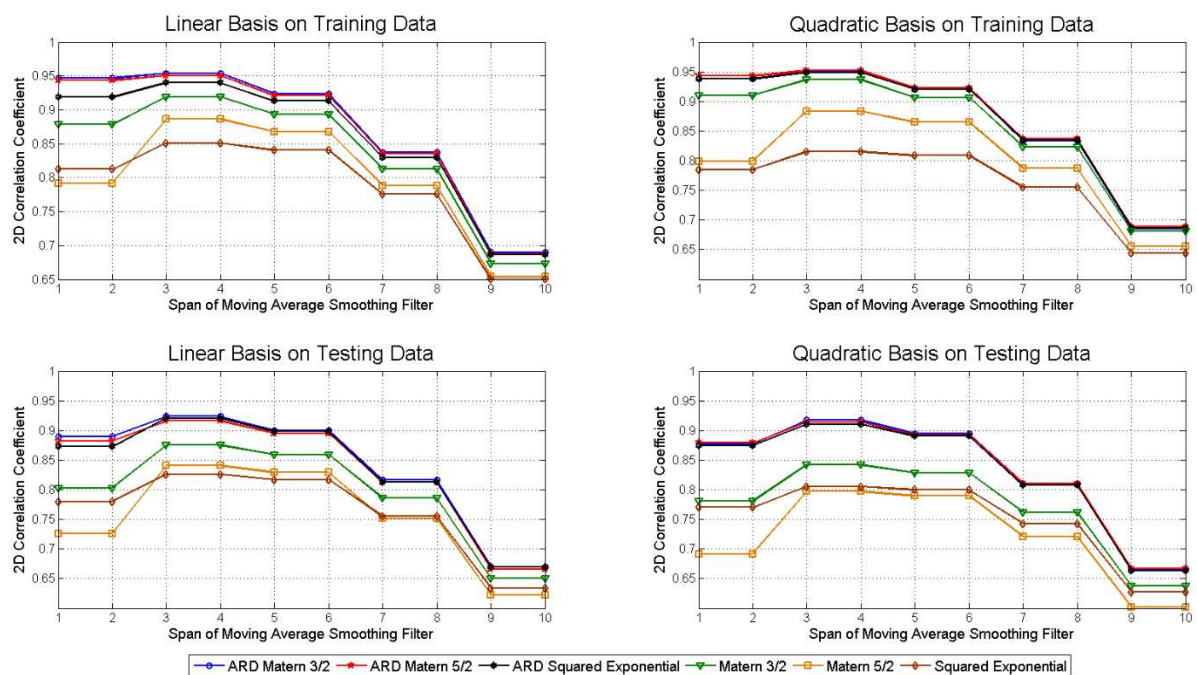 Linear Basis on Training Data
1
0.95
0.9
0.85
0.8
0.75
0.7
0.65
2D Correlation Coefficient
1 2 3 4 5 6 7 8 9 10
Span of Moving Average Smoothing Filter
Quadratic Basis on Training Data
1
0.95
0.9
0.85
0.8
0.75
0.7
0.65
2D Correlation Coefficient
1 2 3 4 5 6 7 8 9 10
Span of Moving Average Smoothing Filter
Linear Basis on Testing Data
1
0.95
0.9
0.85
0.8
0.75
0.7
0.65
2D Correlation Coefficient
1 2 3 4 5 6 7 8 9 10
Span of Moving Average Smoothing Filter
Quadratic Basis on Testing Data
1
0.95
0.9
0.85
0.8
0.75
0.7
0.65
2D Correlation Coefficient
1 2 3 4 5 6 7 8 9 10
Span of Moving Average Smoothing Filter
ARD Matern 3/2 ARD Matern 5/2 ARD Squared Exponential Matern 3/2 Matern 5/2 Squared Exponential